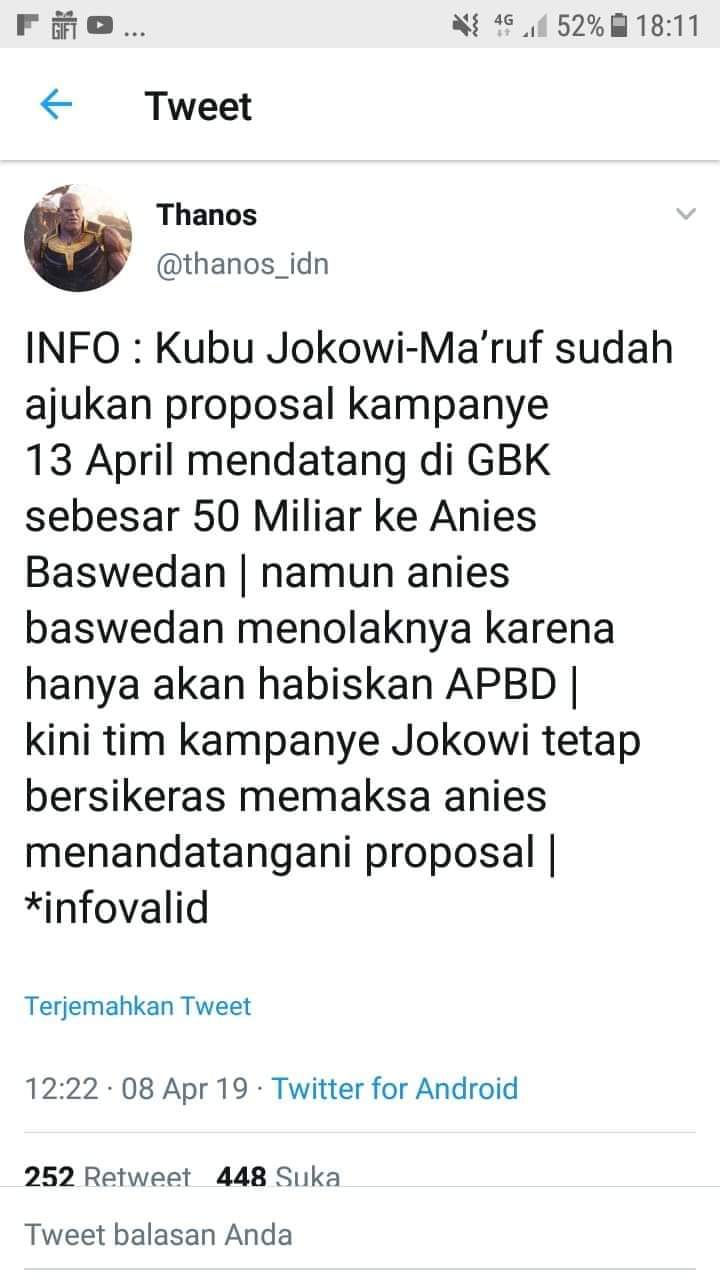 GIFT ... 4G 52% 18:11
Tweet
Thanos
@thanos_idn
INFO : Kubu Jokowi-Ma’ruf sudah
ajukan proposal kampanye
13 April mendatang di GBK
sebesar 50 Miliar ke Anies
Baswedan | namun anies
baswedan menolaknya karena
hanya akan habiskan APBD |
kini tim kampanye Jokowi tetap
bersikeras memaksa anies
menandatangani proposal |
*infovalid
Terjemahkan Tweet
12:22 · 08 Apr 19 · Twitter for Android
252 Retweet 448 Suka
Tweet balasan Anda